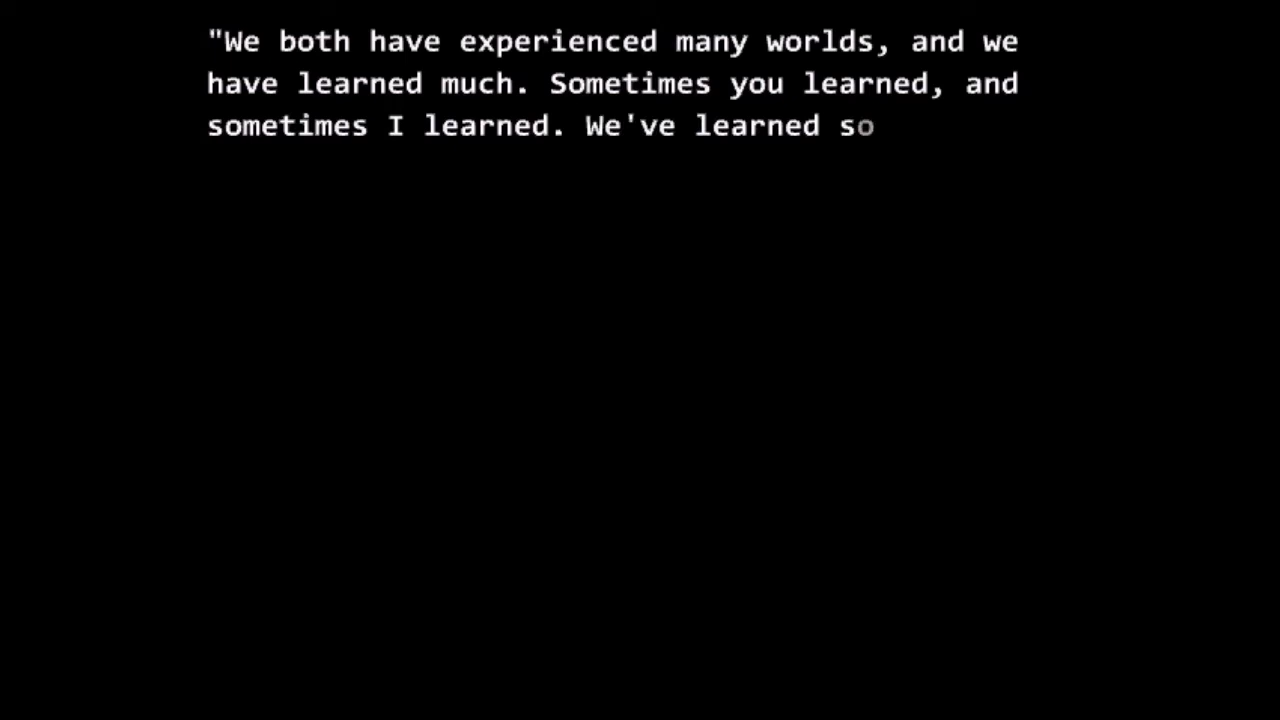 "We both have experienced many worlds, and we
have learned much. Sometimes you learned, and
sometimes I learned. We've learned so